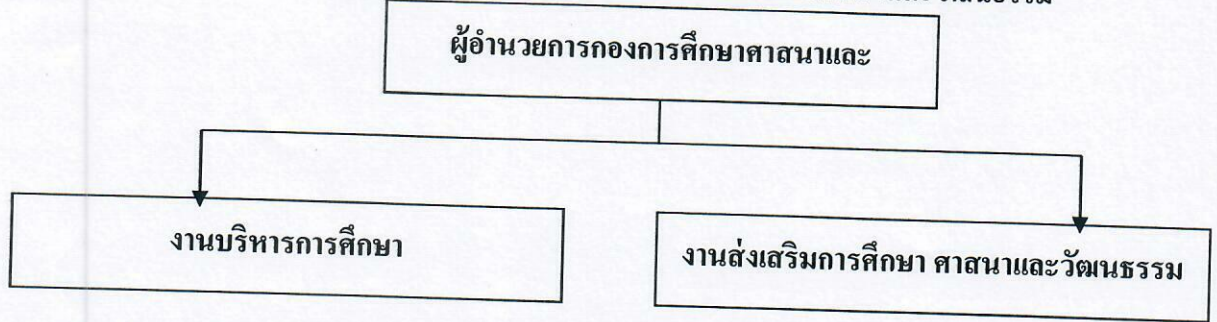 ผู้อำนวยการกองการศึกษาศาสนาและ
งานบริหารการศึกษา
งานส่งเสริมการศึกษา ศาสนาและวัฒนธรรม